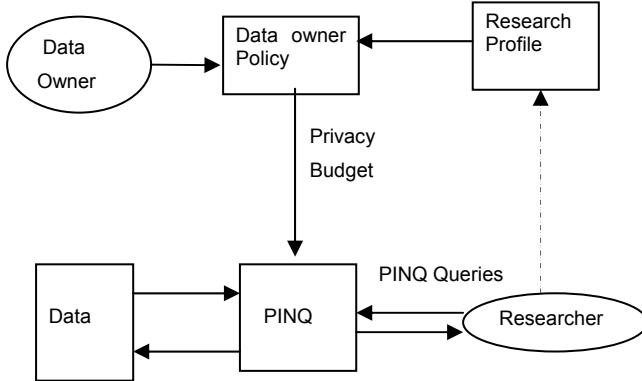 Data
Owner
Data owner
Policy
Research
Profile
Privacy
Budget
Data
PINQ
PINQ Queries
Researcher